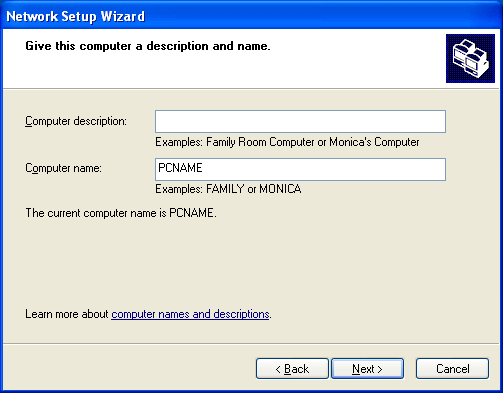 Network Setup Wizard
Give this computer a description and name.
Computer description:
Examples: Family Room Computer or Monica's Computer
Computer name:
PCNAME
Examples: FAMILY or MONICA
The current computer name is PCNAME.
Learn more about computer names and descriptions.
< Back
Next >
Cancel